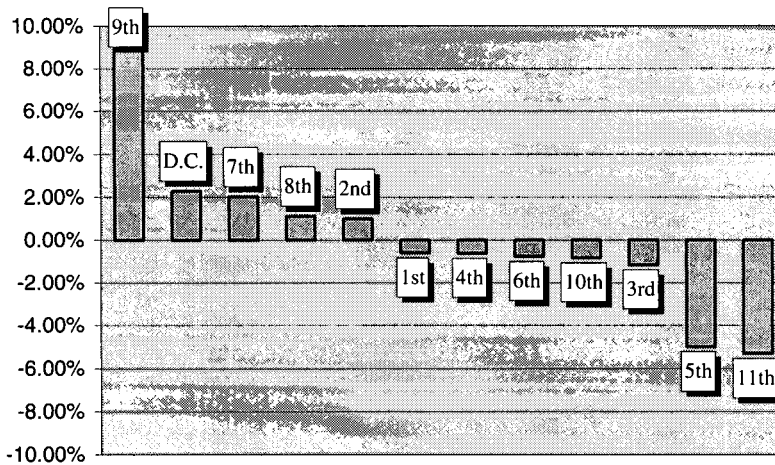 10.00%
8.00%
6.00%
4.00%
2.00%
0.00%
-2.00%
-4.00%
-6.00%
-8.00%
-10.00%
9th
D.C.
7th
8th
2nd
1st
4th
6th
10th
3rd
5th
11th